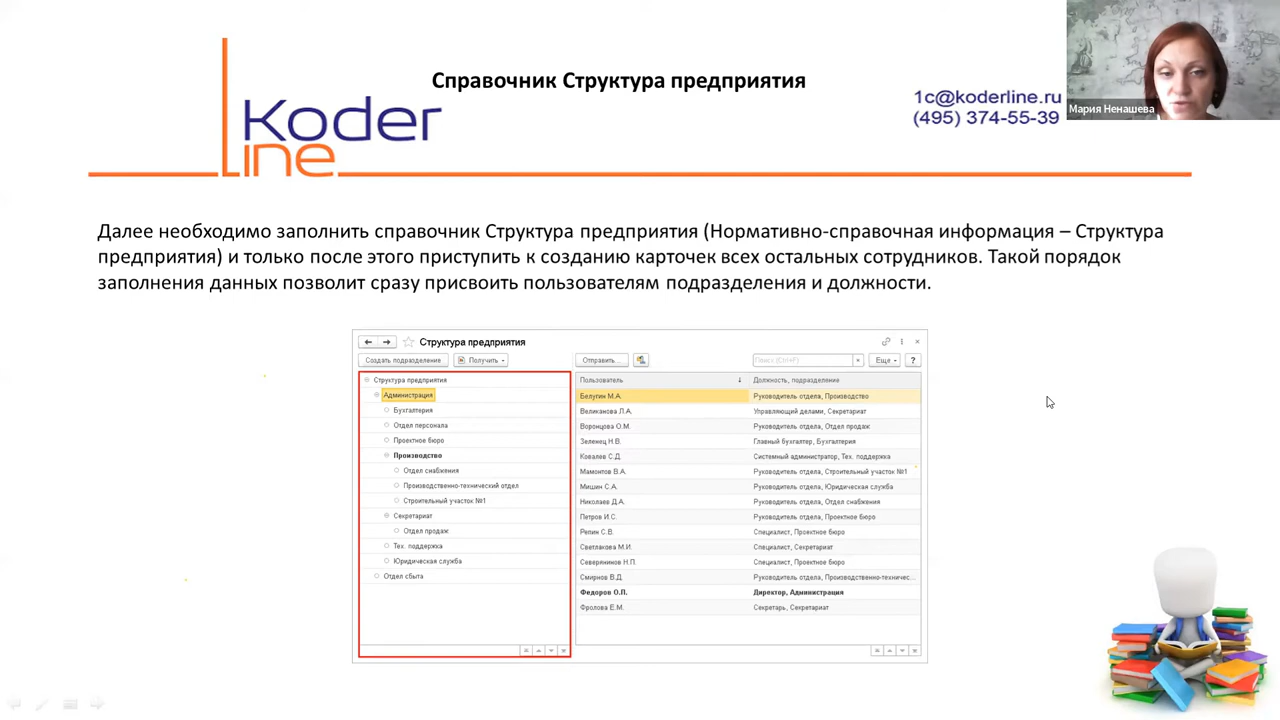 Справочник Структура предприятия
Koder
line
1c@koderline.ru
(495) 374-55-39
Мария Ненашева
Далее необходимо заполнить справочник Структура предприятия (Нормативно-справочная информация – Структура
предприятия) и только после этого приступить к созданию карточек всех остальных сотрудников. Такой порядок
заполнения данных позволит сразу присвоить пользователям подразделения и должности.
Структура предприятия
Создать подразделение
Получить
Отправить...
Поиск (Ctrl+F)
Еще
?
Структура предприятия
Администрация
Бухгалтерия
Отдел персонала
Проектное бюро
Производство
Отдел снабжения
Производственно-технический отдел
Строительный участок №1
Секретариат
Отдел продаж
Тех. поддержка
Юридическая служба
Отдел сбыта
Пользователь Должность, подразделение
Белугин М.А. Руководитель отдела, Производство
Великанова Л.А. Управляющий делами, Секретариат
Воронцова О.М. Руководитель отдела, Отдел продаж
Зеленец Н.В. Главный бухгалтер, Бухгалтерия
Ковалев С.Д. Системный администратор, Тех. поддержка
Мамонтов В.А. Руководитель отдела, Строительный участок №1
Мишин С.А. Руководитель отдела, Юридическая служба
Николаев Д.А. Руководитель отдела, Отдел снабжения
Петров И.С. Руководитель отдела, Проектное бюро
Репин С.В. Специалист, Проектное бюро
Светлакова М.И. Специалист, Секретариат
Северянинов Н.П. Специалист, Проектное бюро
Смирнов В.Д. Руководитель отдела, Производственно-техничес...
Федоров О.П. Директор, Администрация
Фролова Е.М. Секретарь, Секретариат